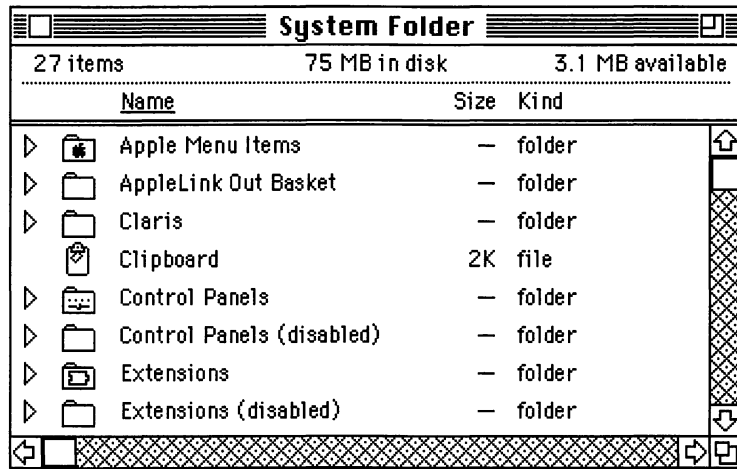 System Folder
27 items 75 MB in disk 3.1 MB available
Name Size Kind
Apple Menu Items — folder
AppleLink Out Basket — folder
Claris — folder
Clipboard 2K file
Control Panels — folder
Control Panels (disabled) — folder
Extensions — folder
Extensions (disabled) — folder